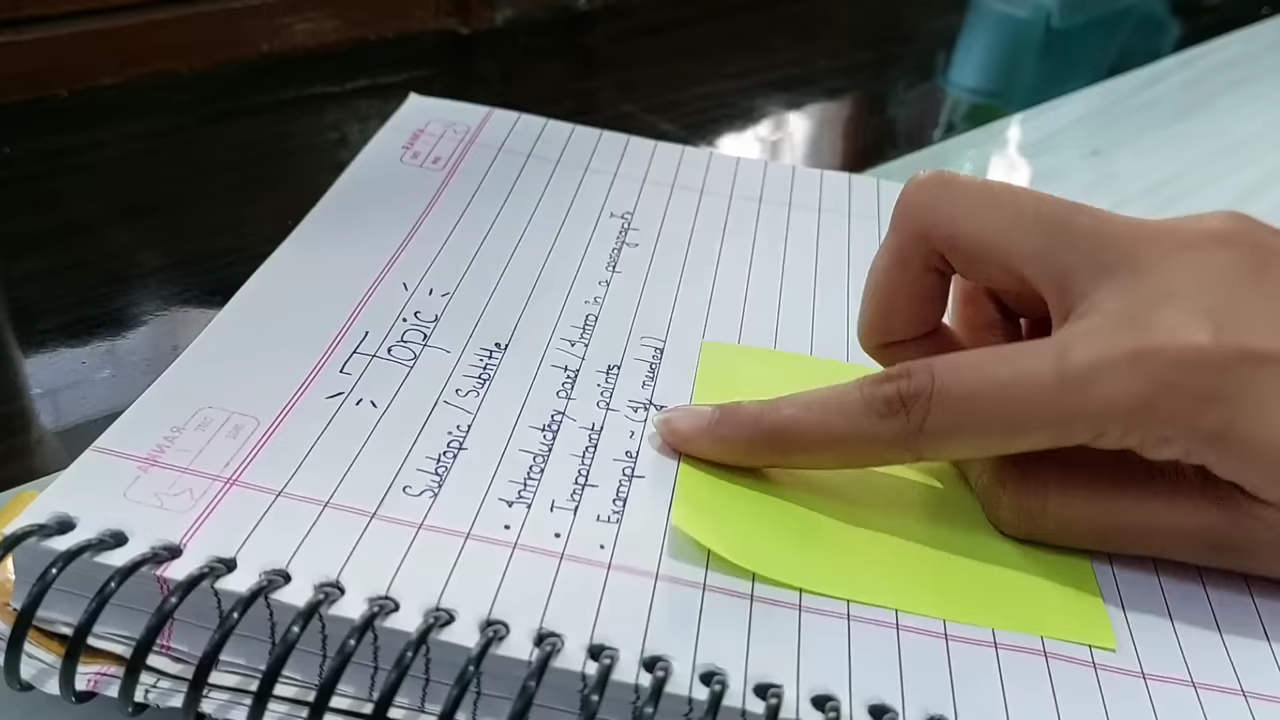 Topic
Subtopic / Subtitle
• Introductory part / Intro in a paragraph
• Important points
• Example ~ (if needed)